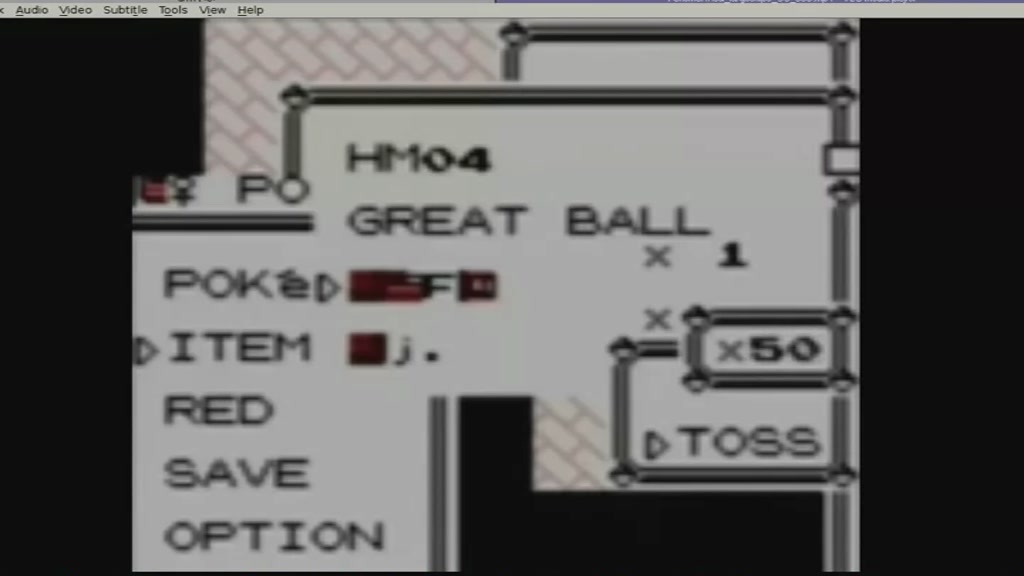 Audio Video Subtitle Tools View Help
HM04
PO
GREAT BALL
× 1
POKé▷ F
×
▷ITEM j.
×50
RED
▷TOSS
SAVE
OPTION